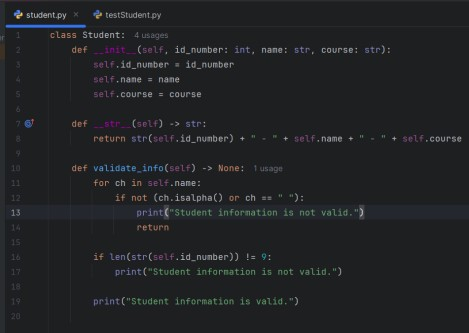 student.py × testStudent.py
1 class Student: 4 usages
2 def __init__(self, id_number: int, name: str, course: str):
3 self.id_number = id_number
4 self.name = name
5 self.course = course
6
7 def __str__(self) -> str:
8 return str(self.id_number) + " - " + self.name + " - " + self.course
9
10 def validate_info(self) -> None: 1 usage
11 for ch in self.name:
12 if not (ch.isalpha() or ch == " "):
13 print("Student information is not valid.")
14 return
15
16 if len(str(self.id_number)) != 9:
17 print("Student information is not valid.")
18
19 print("Student information is valid.")
20